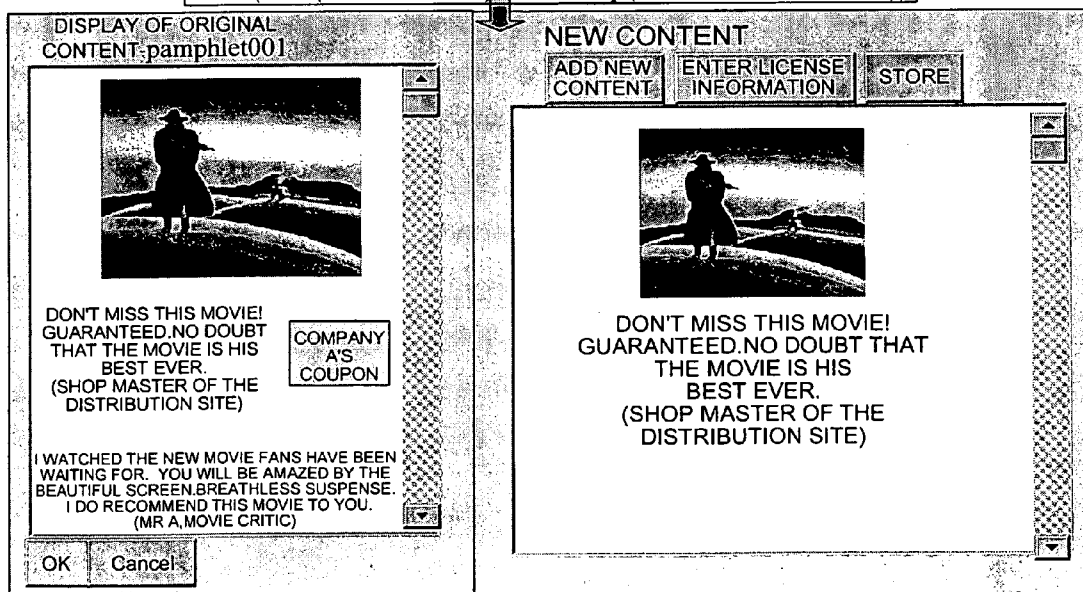 DISPLAY OF ORIGINAL
CONTENT-pamphlet001
DON'T MISS THIS MOVIE!
GUARANTEED.NO DOUBT
THAT THE MOVIE IS HIS
BEST EVER.
(SHOP MASTER OF THE
DISTRIBUTION SITE)
COMPANY
A'S
COUPON
I WATCHED THE NEW MOVIE FANS HAVE BEEN
WAITING FOR. YOU WILL BE AMAZED BY THE
BEAUTIFUL SCREEN.BREATHLESS SUSPENSE.
I DO RECOMMEND THIS MOVIE TO YOU.
(MR A,MOVIE CRITIC)
OK
Cancel
NEW CONTENT
ADD NEW
CONTENT
ENTER LICENSE
INFORMATION
STORE
DON'T MISS THIS MOVIE!
GUARANTEED.NO DOUBT THAT
THE MOVIE IS HIS
BEST EVER.
(SHOP MASTER OF THE
DISTRIBUTION SITE)